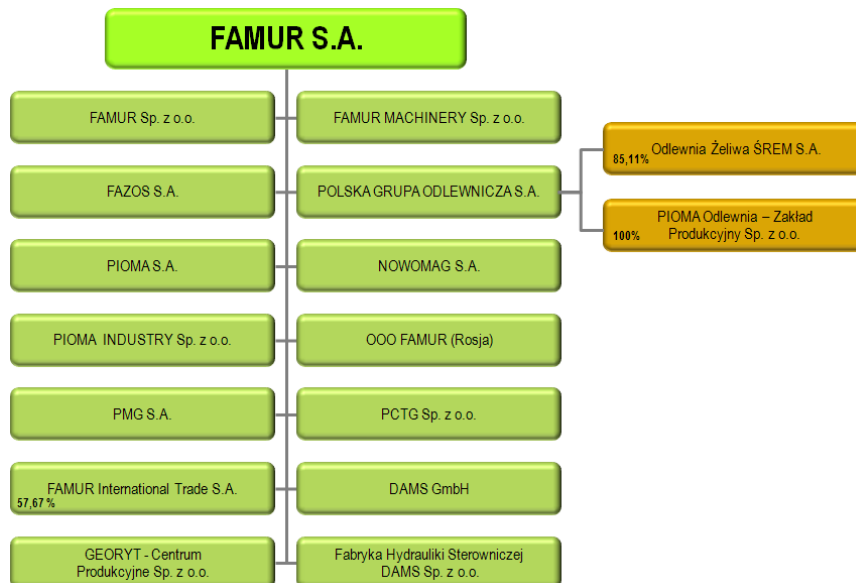 FAMUR S.A.
FAMUR Sp. z o.o.
FAMUR MACHINERY Sp. z o.o.
Odlewnia Żeliwa ŚREM S.A.
85,11%
FAZOS S.A.
POLSKA GRUPA ODLEWNICZA S.A.
PIOMA Odlewnia – Zakład
Produkcyjny Sp. z o.o.
100%
PIOMA S.A.
NOWOMAG S.A.
PIOMA INDUSTRY Sp. z o.o.
OOO FAMUR (Rosja)
PMG S.A.
PCTG Sp. z o.o.
FAMUR International Trade S.A.
57,67 %
DAMS GmbH
GEORYT - Centrum
Produkcyjne Sp. z o.o.
Fabryka Hydrauliki Sterowniczej
DAMS Sp. z o.o.